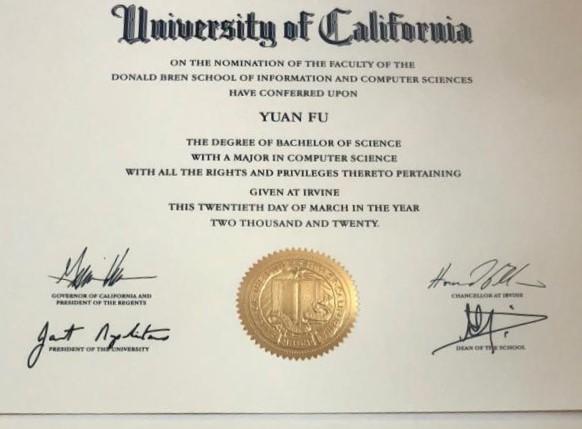 University of California
ON THE NOMINATION OF THE FACULTY OF THE
DONALD BREN SCHOOL OF INFORMATION AND COMPUTER SCIENCES
HAVE CONFERRED UPON
YUAN FU
THE DEGREE OF BACHELOR OF SCIENCE
WITH A MAJOR IN COMPUTER SCIENCE
WITH ALL THE RIGHTS AND PRIVILEGES THERETO PERTAINING
GIVEN AT IRVINE
THIS TWENTIETH DAY OF MARCH IN THE YEAR
TWO THOUSAND AND TWENTY.
GOVERNOR OF CALIFORNIA AND
PRESIDENT OF THE REGENTS
CHANCELLOR AT IRVINE
PRESIDENT OF THE UNIVERSITY
DEAN OF THE SCHOOL